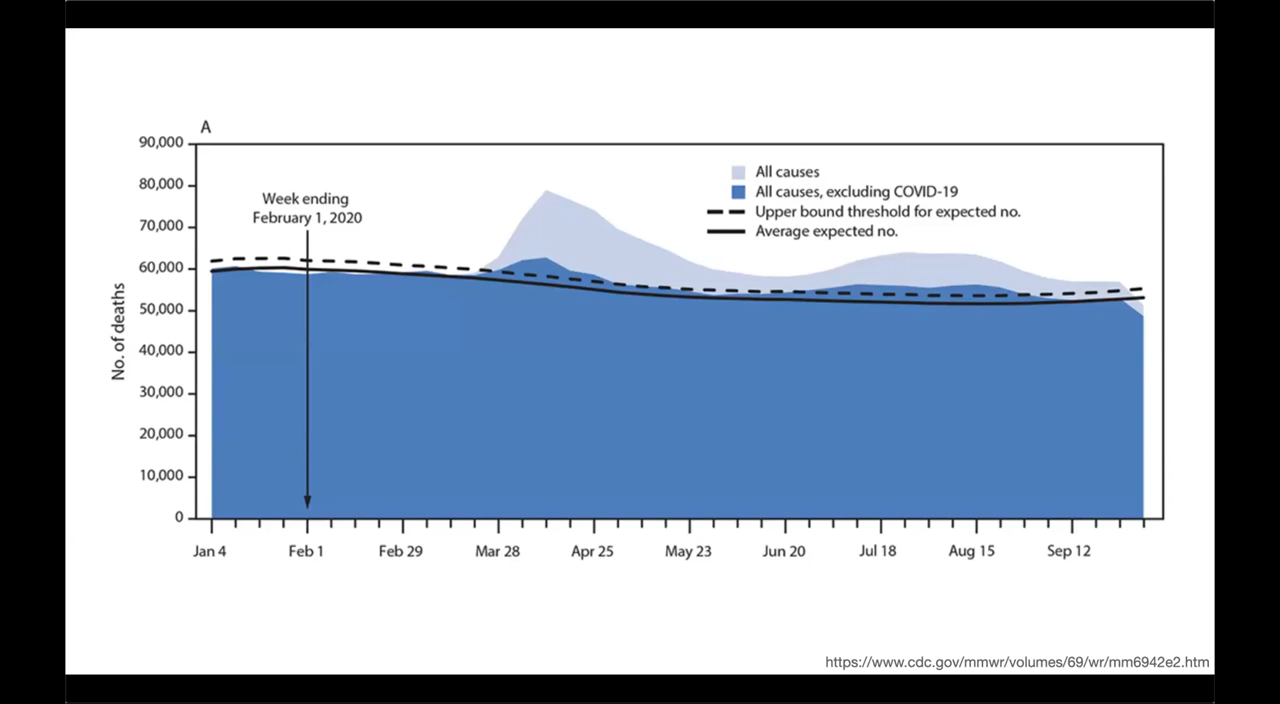 A
90,000
80,000
70,000
60,000
50,000
40,000
30,000
20,000
10,000
0
No. of deaths
Week ending
February 1, 2020
All causes
All causes, excluding COVID-19
Upper bound threshold for expected no.
Average expected no.
Jan 4 Feb 1 Feb 29 Mar 28 Apr 25 May 23 Jun 20 Jul 18 Aug 15 Sep 12
https://www.cdc.gov/mmwr/volumes/69/wr/mm6942e2.htm